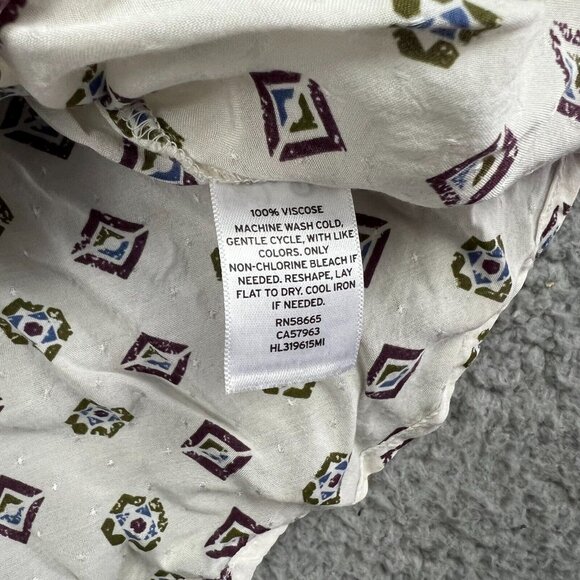 100% VISCOSE
MACHINE WASH COLD,
GENTLE CYCLE, WITH LIKE
COLORS. ONLY
NON-CHLORINE BLEACH IF
NEEDED. RESHAPE, LAY
FLAT TO DRY. COOL IRON
IF NEEDED.
RN58665
CA57963
HL319615MI